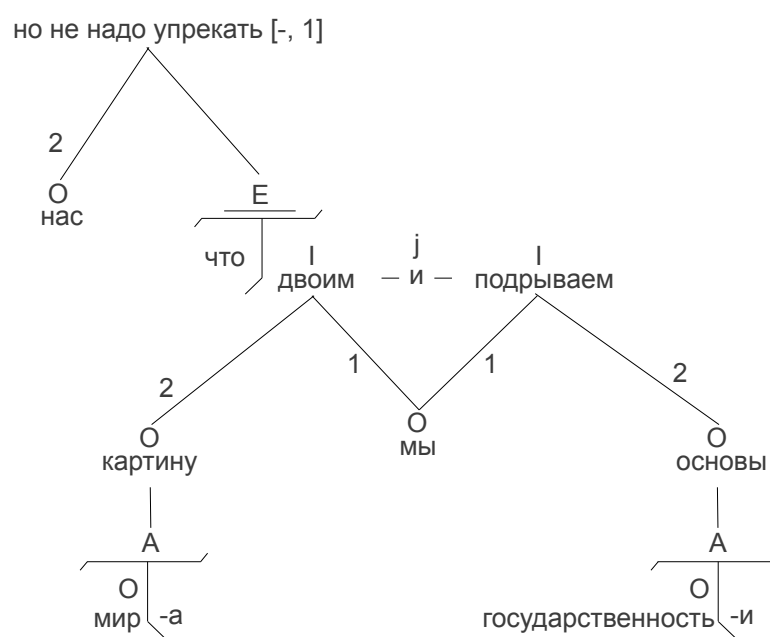 но не надо упрекать [-, 1]
2
О
нас
Е
что
I
двоим
j
– и –
I
подрываем
2
1
1
2
О
картину
О
мы
О
основы
А
О
мир -а
А
О
государственность -и